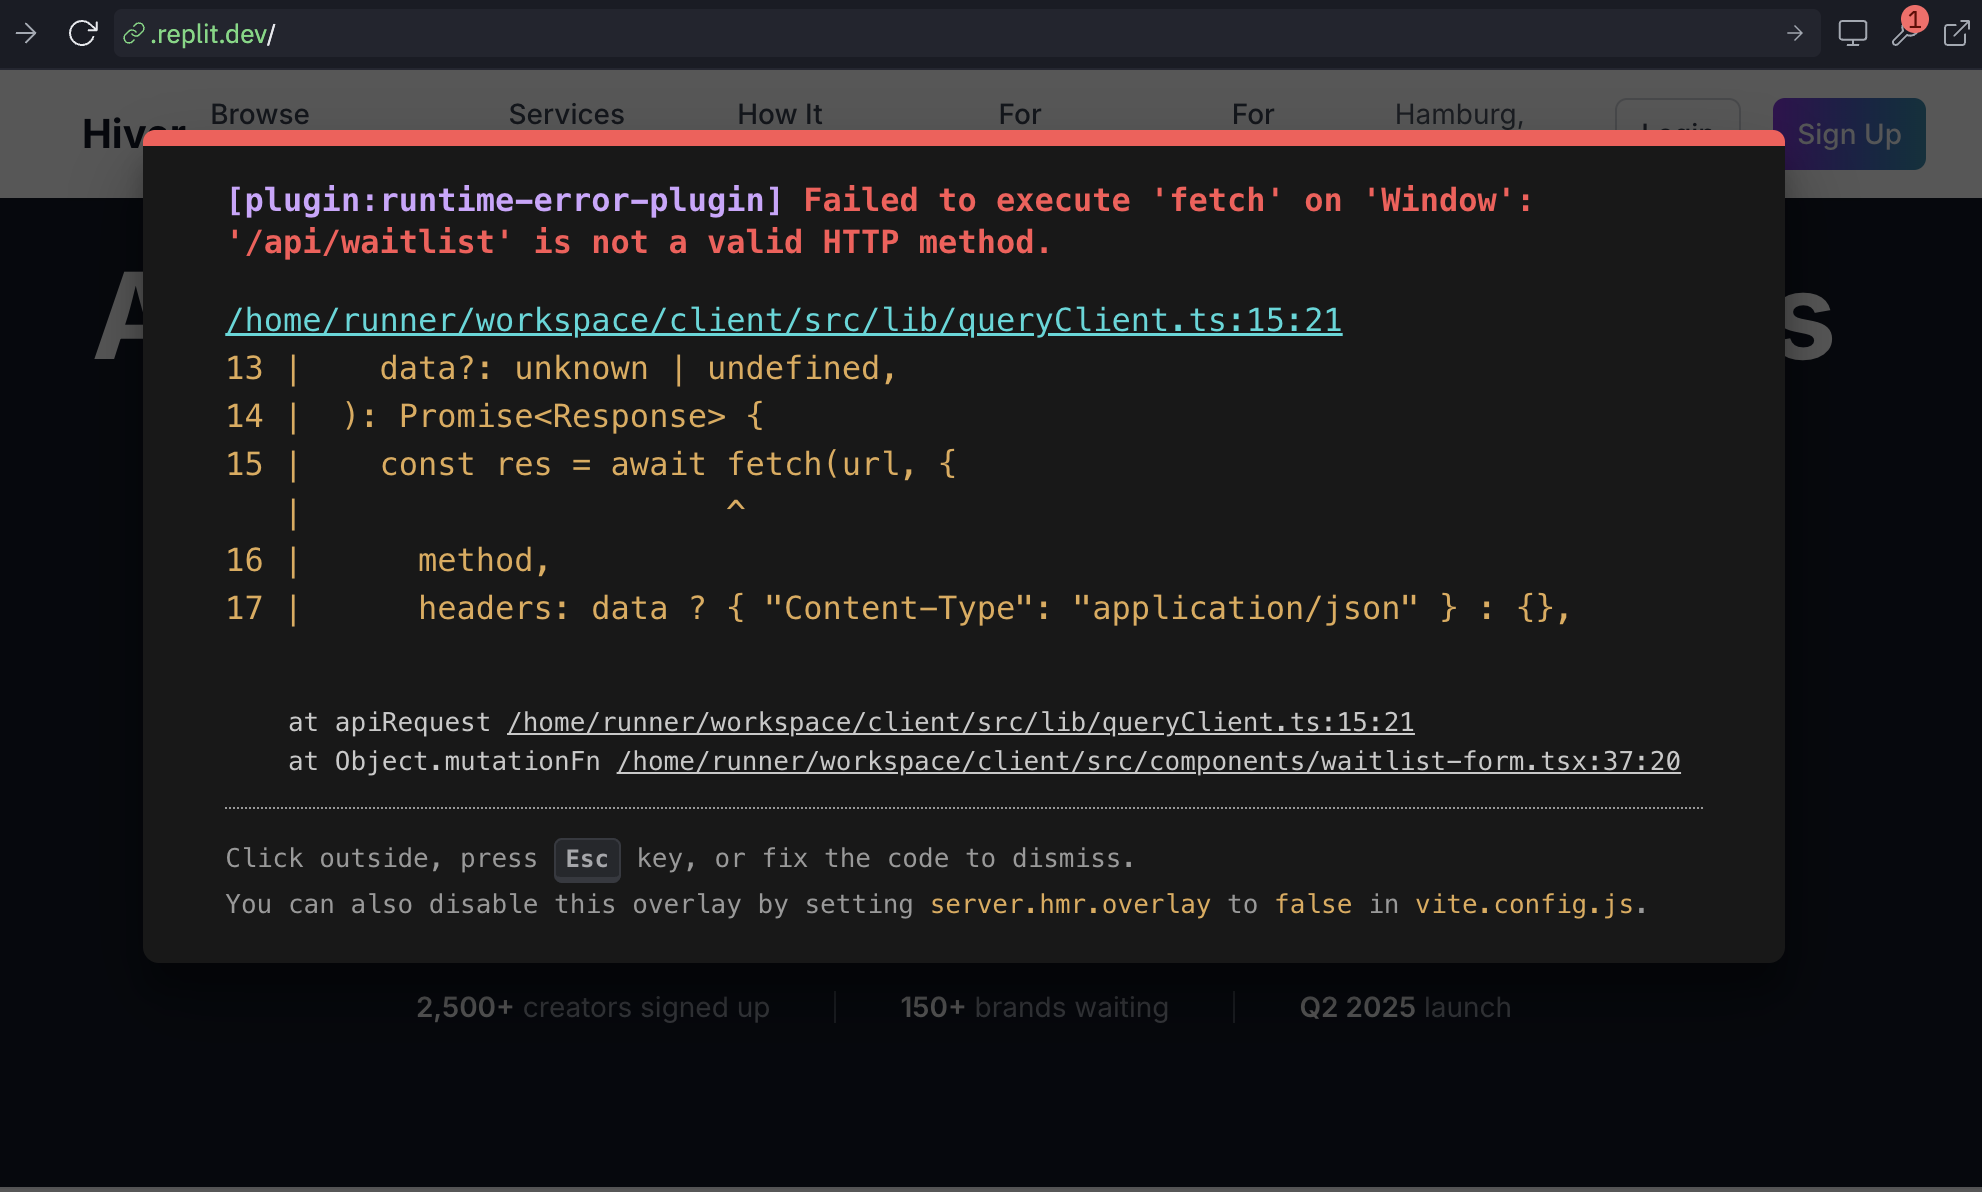 .replit.dev/
1
Browse Services How It For For Hamburg,
Sign Up
[plugin:runtime-error-plugin] Failed to execute 'fetch' on 'Window':
'/api/waitlist' is not a valid HTTP method.
/home/runner/workspace/client/src/lib/queryClient.ts:15:21
13 |    data?: unknown | undefined,
14 |  ): Promise<Response> {
15 |    const res = await fetch(url, {
   |                      ^
16 |      method,
17 |      headers: data ? { "Content-Type": "application/json" } : {},
at apiRequest /home/runner/workspace/client/src/lib/queryClient.ts:15:21
at Object.mutationFn /home/runner/workspace/client/src/components/waitlist-form.tsx:37:20
Click outside, press Esc key, or fix the code to dismiss.
You can also disable this overlay by setting server.hmr.overlay to false in vite.config.js.
2,500+ creators signed up | 150+ brands waiting | Q2 2025 launch